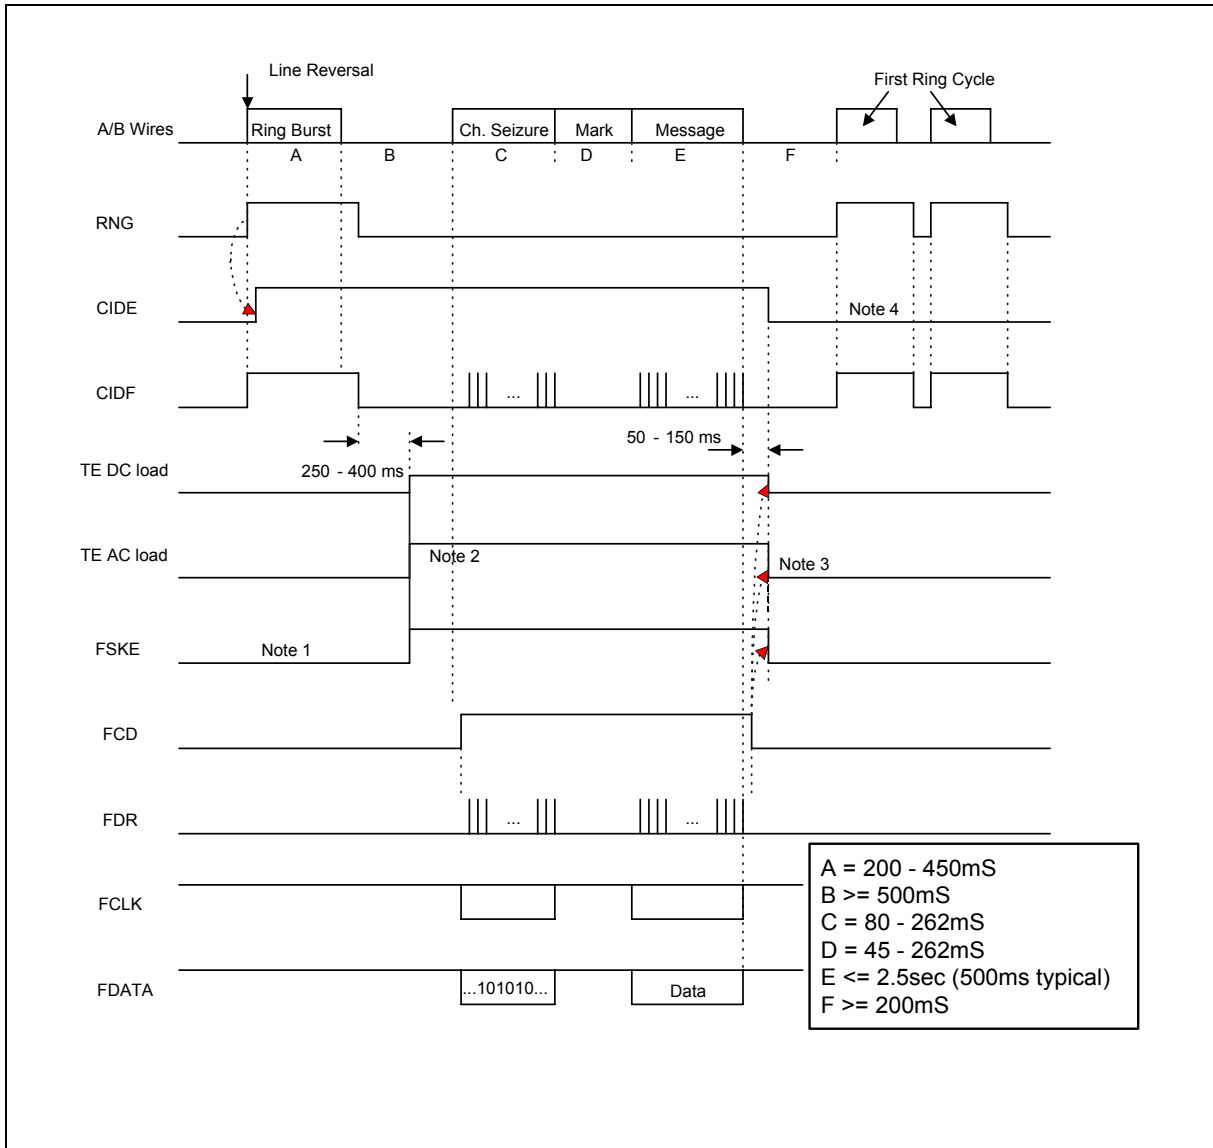 Line Reversal
First Ring Cycle
A/B Wires
Ring Burst
Ch. Seizure
Mark
Message
A
B
C
D
E
F
RNG
CIDE
Note 4
CIDF
...
...
50 - 150 ms
250 - 400 ms
TE DC load
TE AC load
Note 2
Note 3
FSKE
Note 1
FCD
FDR
...
...
FCLK
FDATA
...101010...
Data
A = 200 - 450mS
B >= 500mS
C = 80 - 262mS
D = 45 - 262mS
E <= 2.5sec (500ms typical)
F >= 200mS